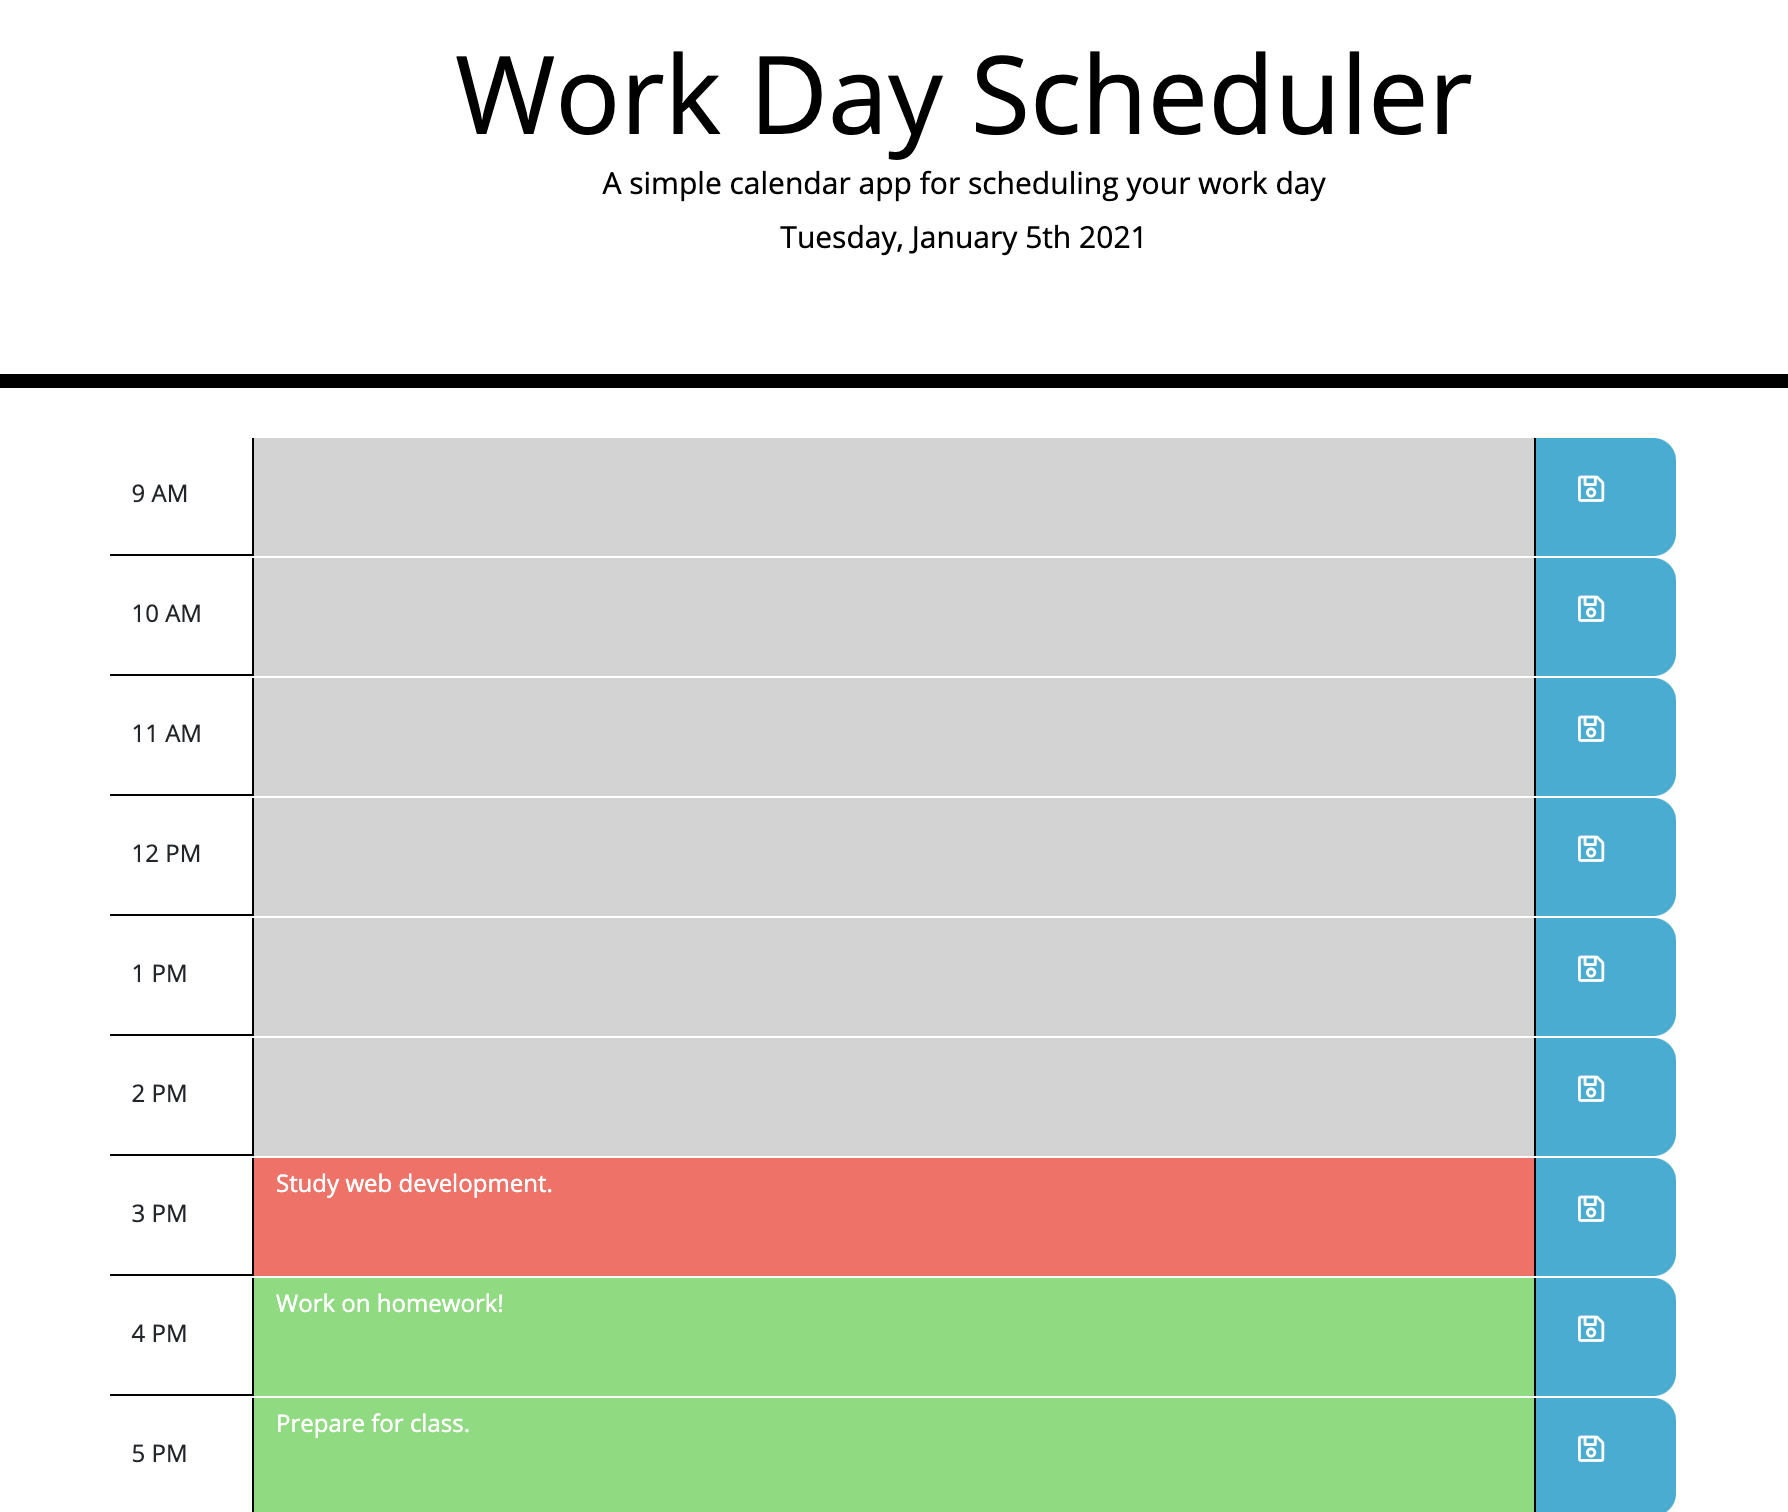 Work Day Scheduler
A simple calendar app for scheduling your work day
Tuesday, January 5th 2021
9 AM
10 AM
11 AM
12 PM
1 PM
2 PM
3 PM
Study web development.
4 PM
Work on homework!
5 PM
Prepare for class.